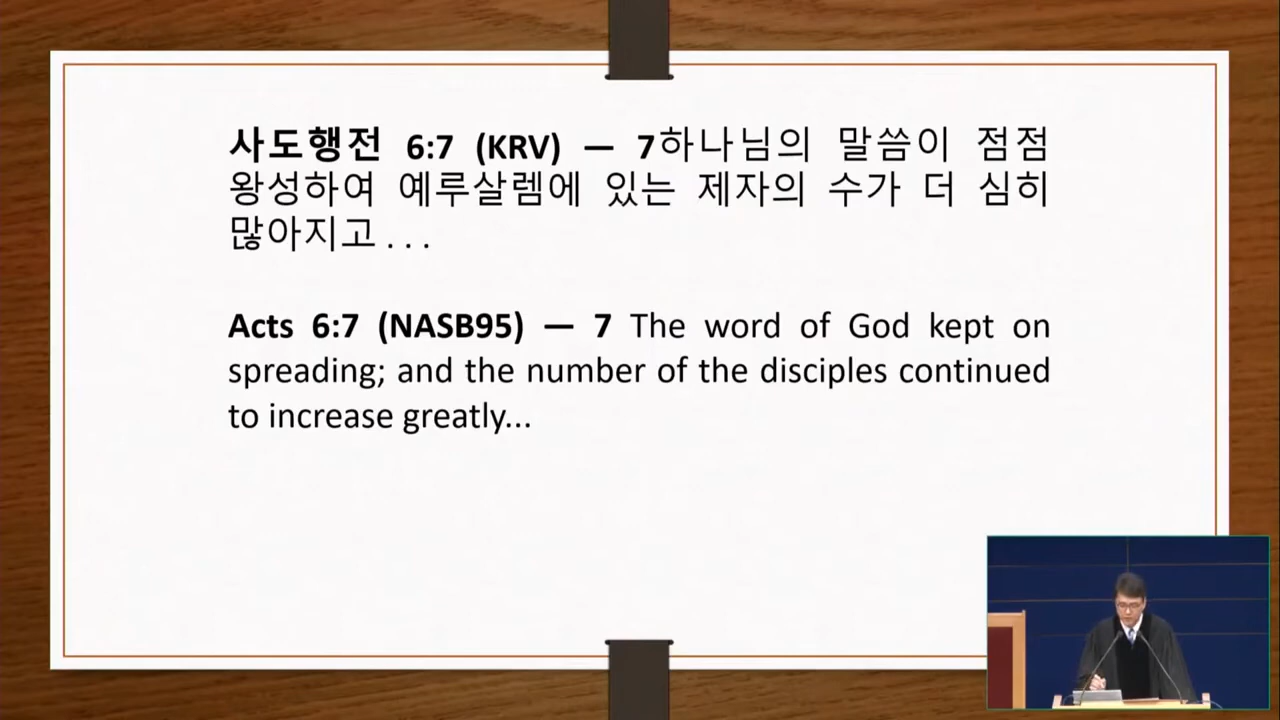 사도행전 6:7 (KRV) — 7하나님의 말씀이 점점
왕성하여 예루살렘에 있는 제자의 수가 더 심히
많아지고 . . .
Acts 6:7 (NASB95) — 7 The word of God kept on
spreading; and the number of the disciples continued
to increase greatly...